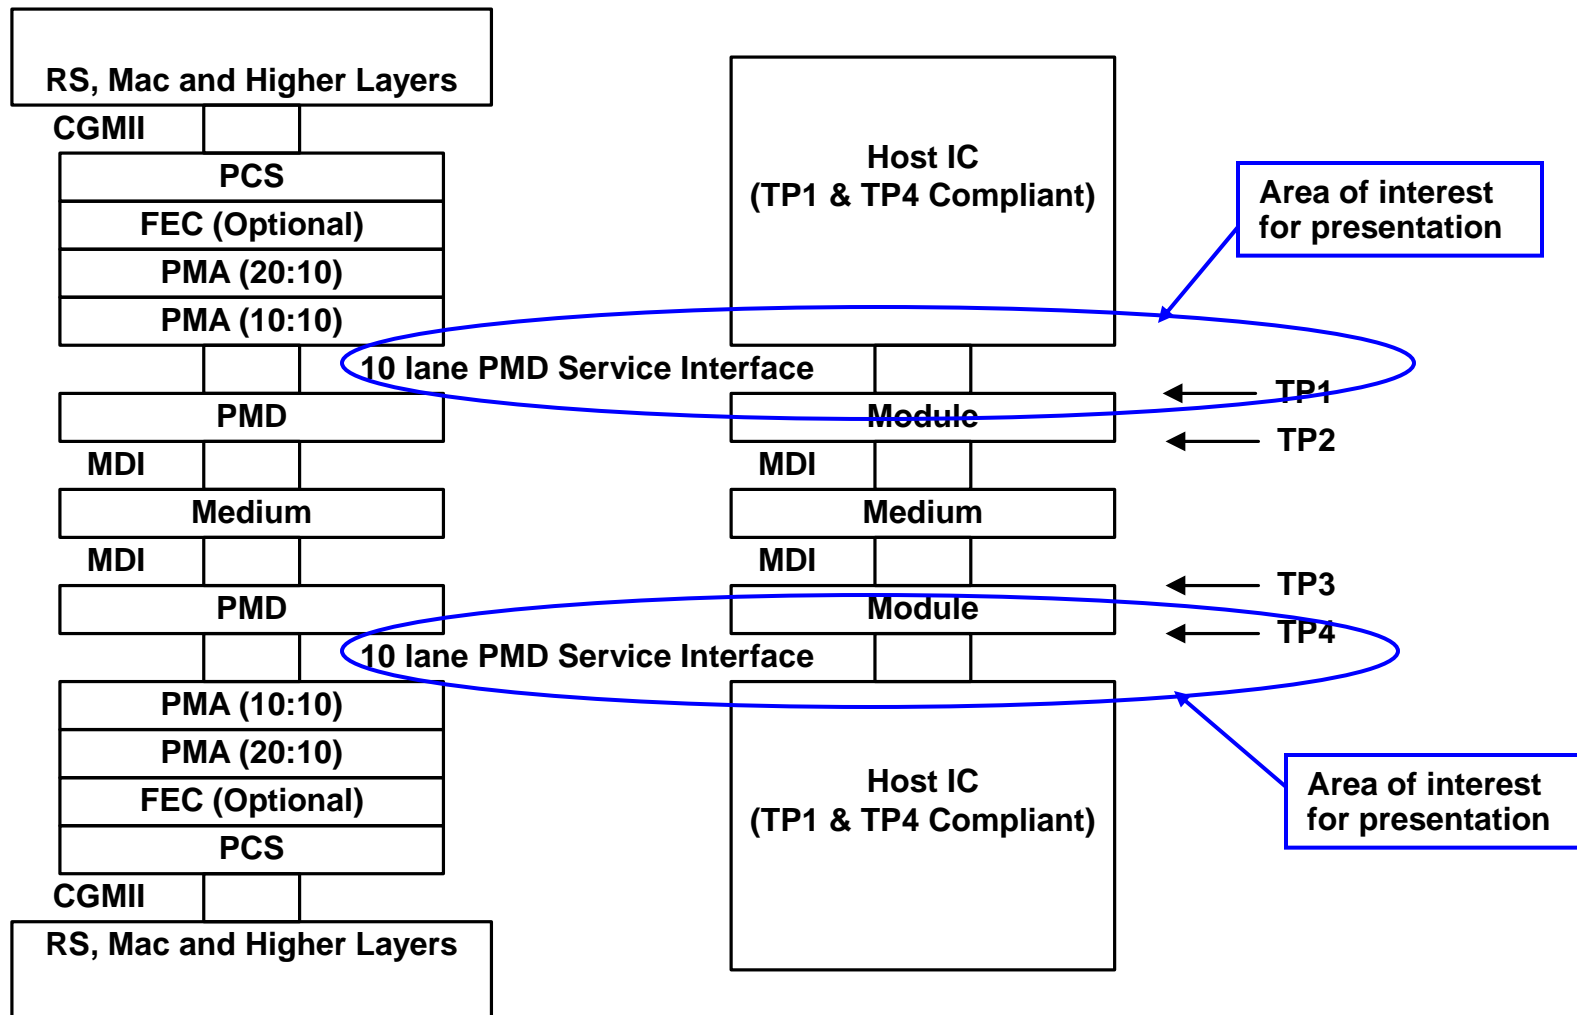 RS, Mac and Higher Layers
CGMII
PCS
FEC (Optional)
PMA (20:10)
PMA (10:10)
10 lane PMD Service Interface
PMD
MDI
Medium
MDI
PMD
10 lane PMD Service Interface
PMA (10:10)
PMA (20:10)
FEC (Optional)
PCS
CGMII
RS, Mac and Higher Layers
Host IC
(TP1 & TP4 Compliant)
Module
MDI
Medium
MDI
Module
Host IC
(TP1 & TP4 Compliant)
Area of interest
for presentation
TP1
TP2
TP3
TP4
Area of interest
for presentation